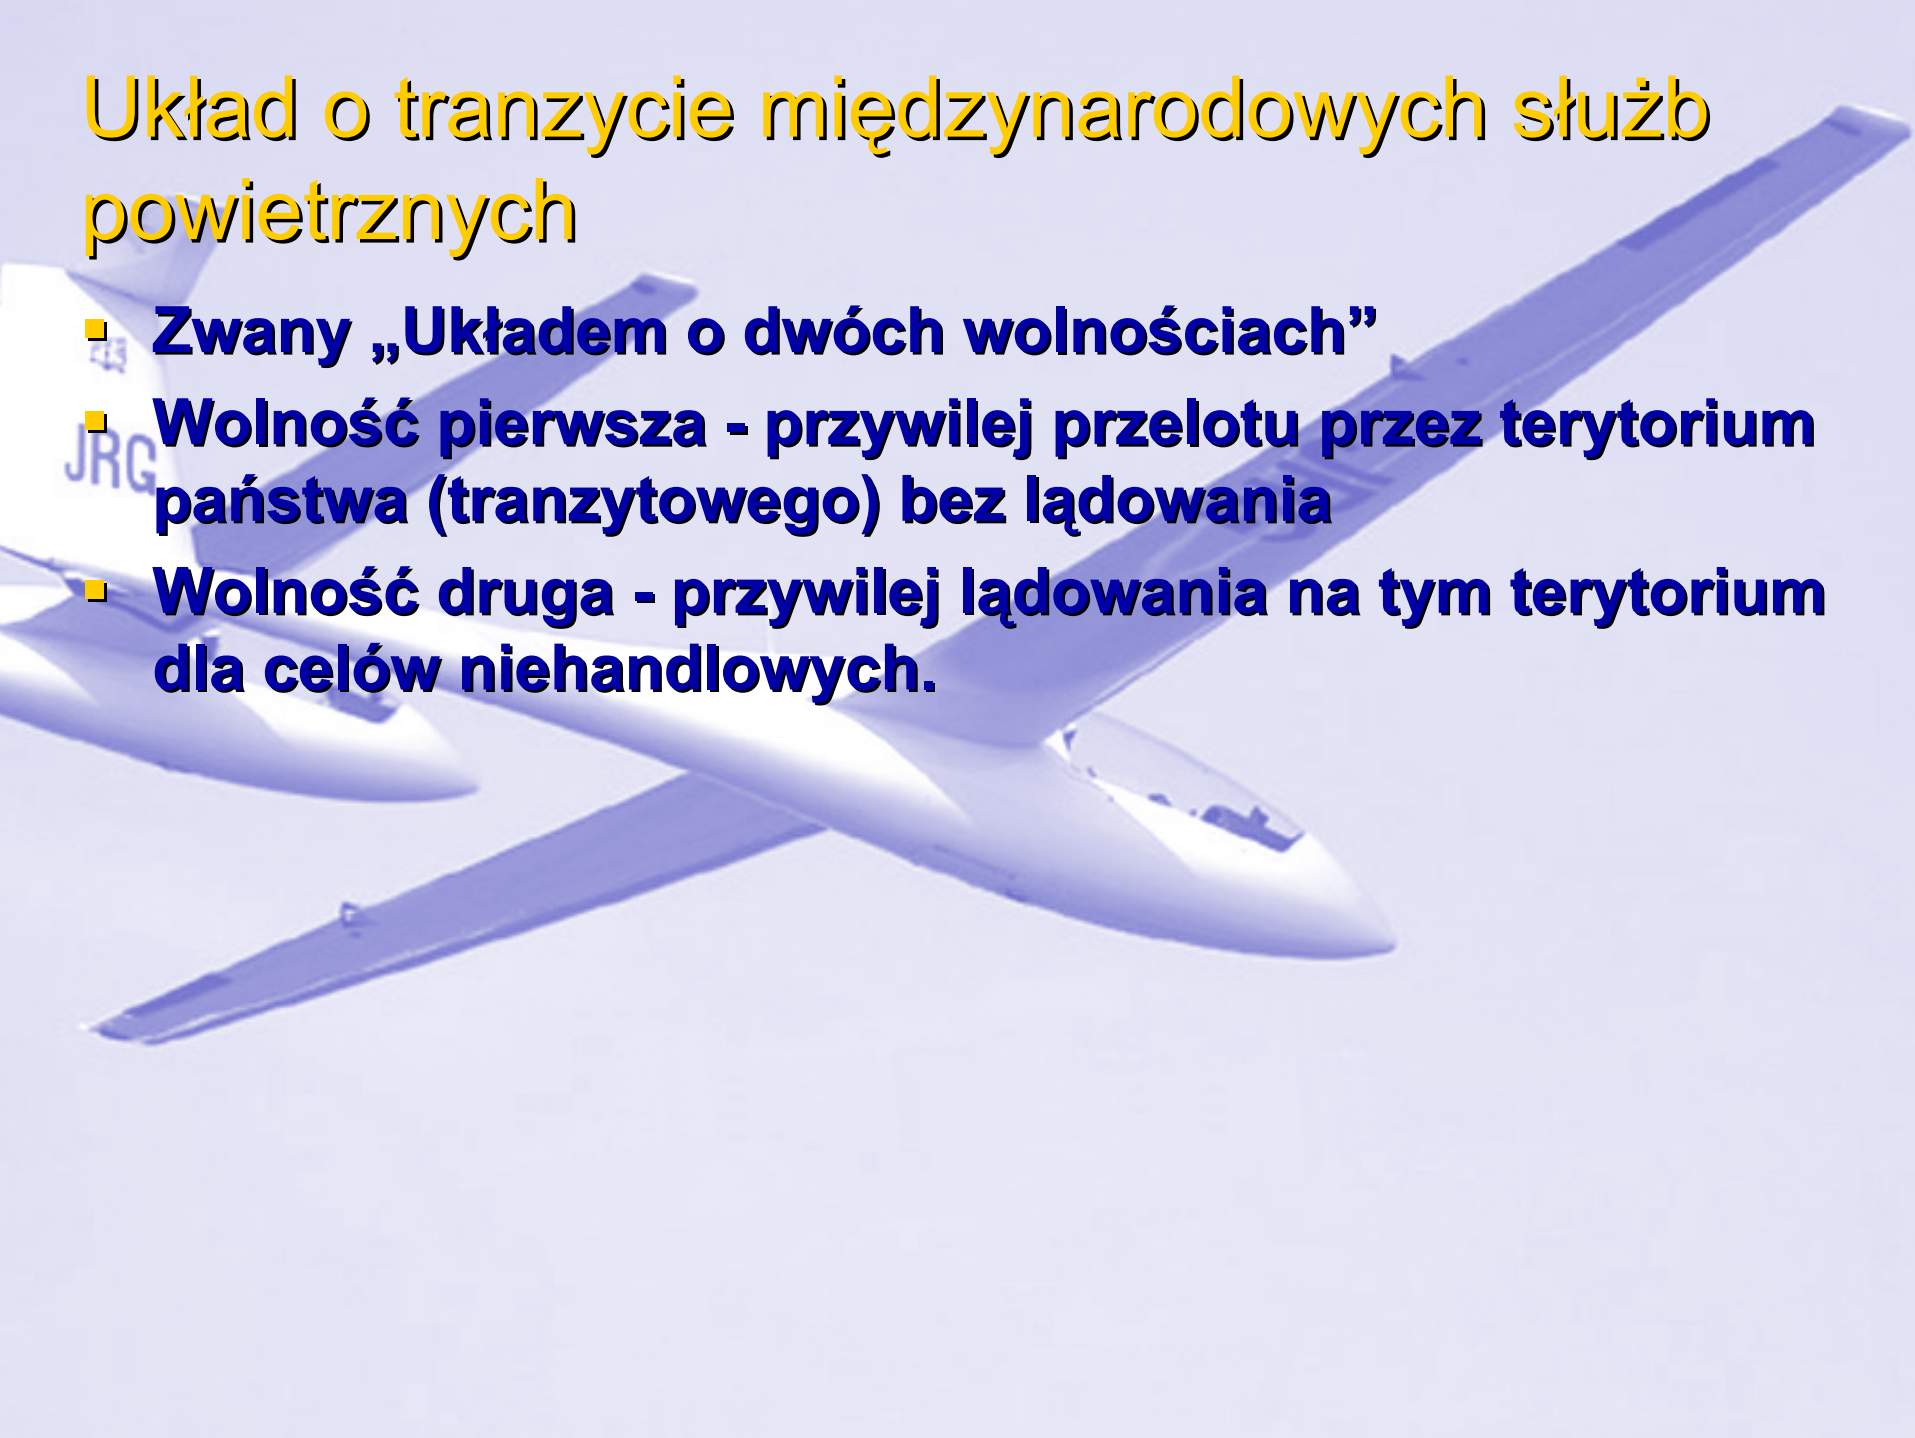 Układ o tranzycie międzynarodowych służb
powietrznych
Zwany „Układem o dwóch wolnościach”
Wolność pierwsza - przywilej przelotu przez terytorium
państwa (tranzytowego) bez lądowania
Wolność druga - przywilej lądowania na tym terytorium
dla celów niehandlowych.
JRG